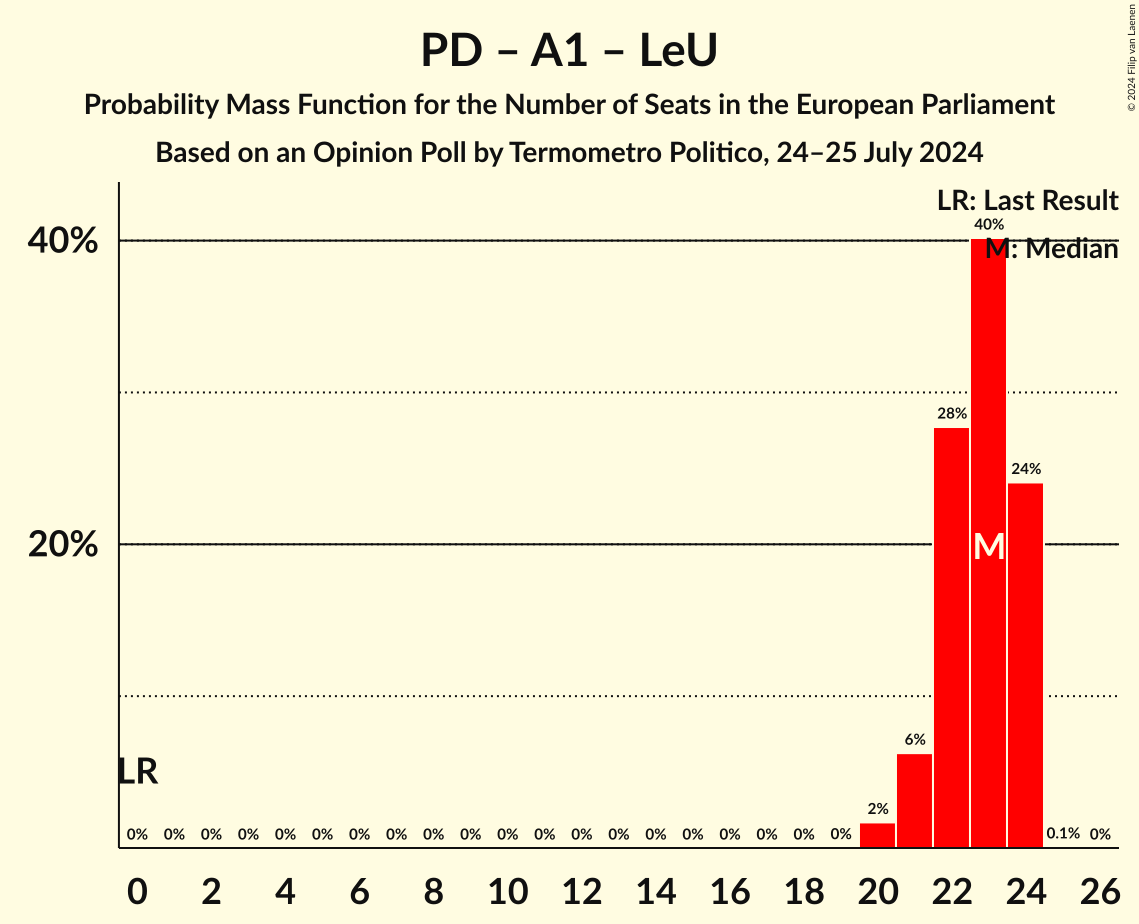 PD – A1 – LeU
Probability Mass Function for the Number of Seats in the European Parliament
Based on an Opinion Poll by Termometro Politico, 24–25 July 2024
© 2024 Filip van Laenen
LR: Last Result
M: Median
40%
20%
40%
28%
24%
M
6%
2%
LR
0% 0% 0% 0% 0% 0% 0% 0% 0% 0% 0% 0% 0% 0% 0% 0% 0% 0% 0% 0% 0.1% 0%
0 2 4 6 8 10 12 14 16 18 20 22 24 26